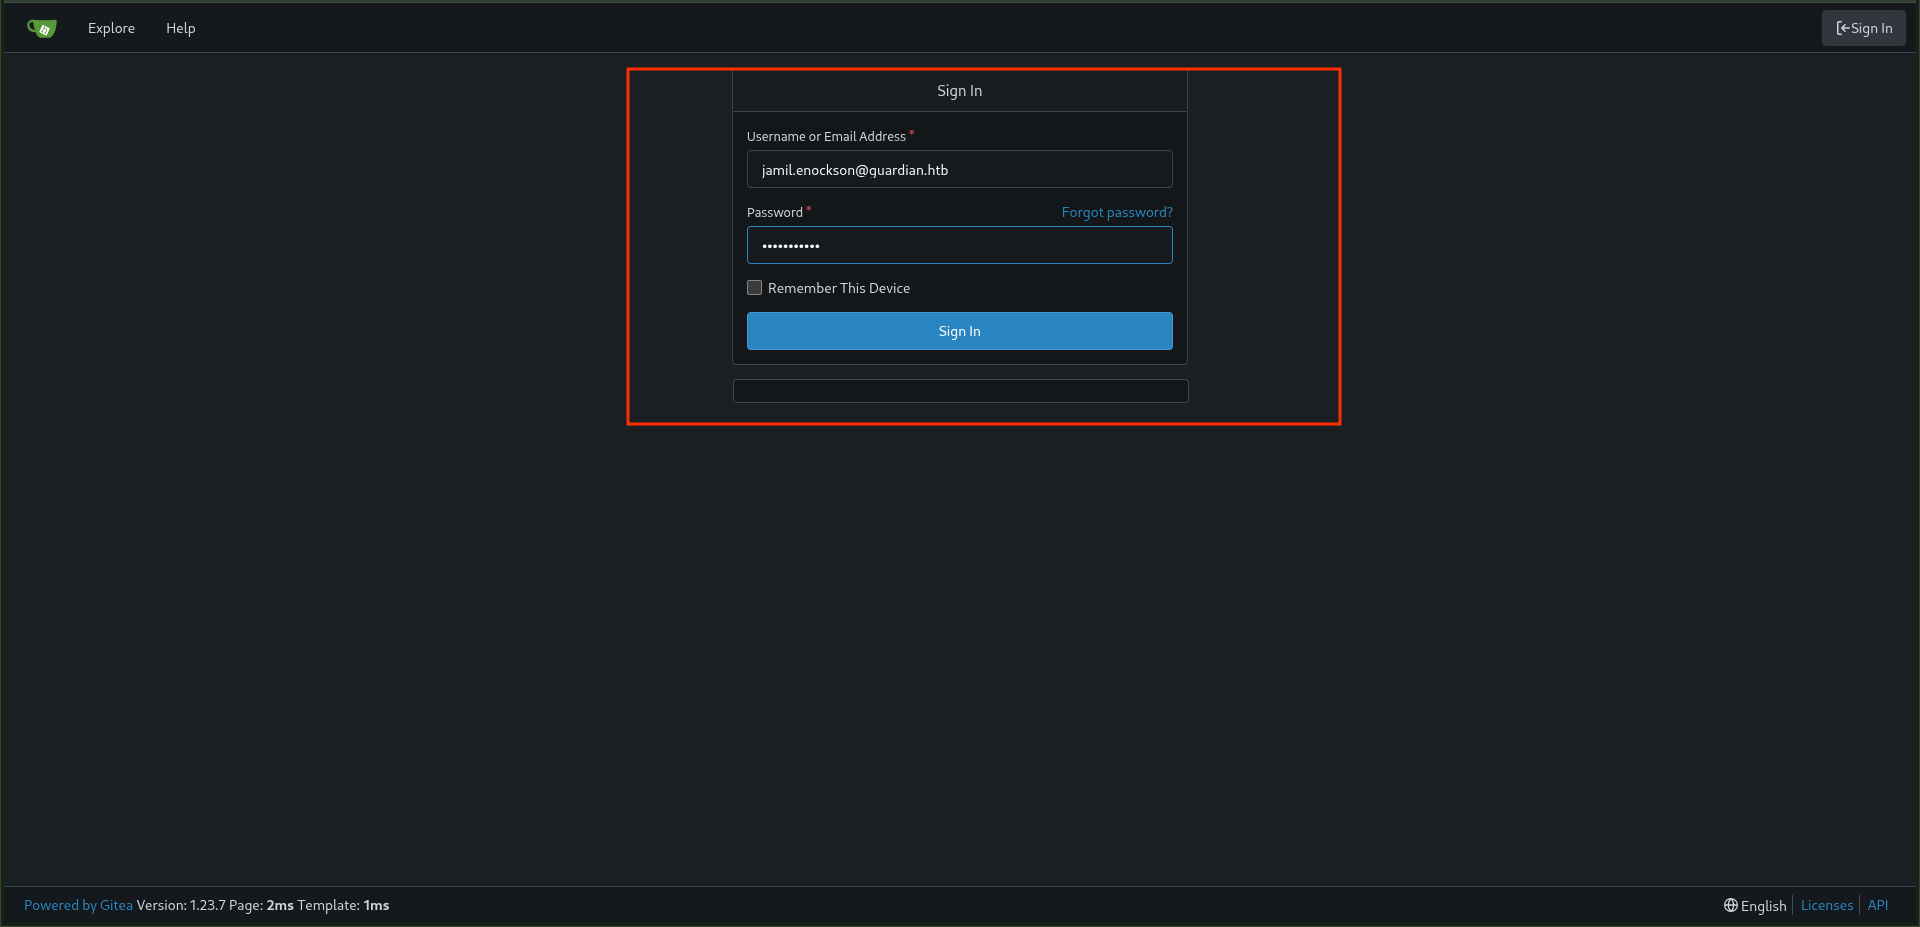 Explore Help Sign In
Sign In
Username or Email Address *
jamil.enockson@guardian.htb
Password * Forgot password?
•••••••••••
Remember This Device
Sign In
Powered by Gitea Version: 1.23.7 Page: 2ms Template: 1ms English Licenses API